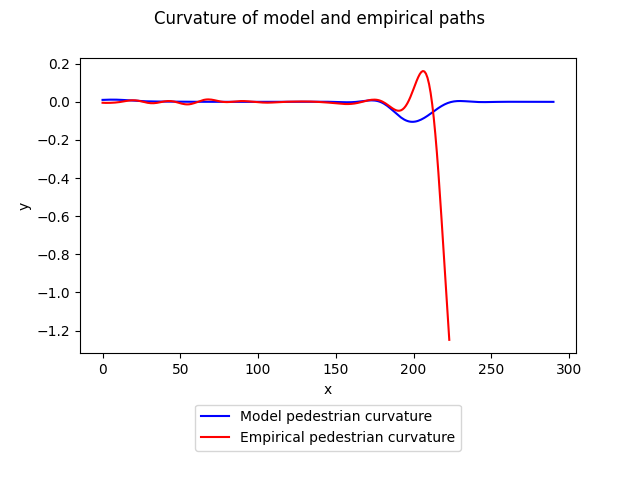 Curvature of model and empirical paths
0.2
0.0
−0.2
−0.4
−0.6
−0.8
−1.0
−1.2
y
0 50 100 150 200 250 300
x
Model pedestrian curvature
Empirical pedestrian curvature